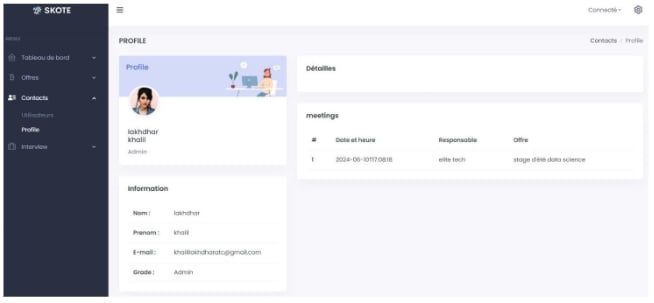 SKOTE
Connecté
MENU
Tableau de bord
Offres
Contacts
Utilisateurs
Profile
Interview
PROFILE
Contacts / Profile
Profile
lakhdhar
khalil
Admin
Information
Nom : lakhdhar
Prenom : khalil
E-mail : khalillakhdharatc@gmail.com
Grade : Admin
Détailles
meetings
# Date et heure Responsable Offre
1 2024-06-10T17:08:18 elite tech stage d'été data science